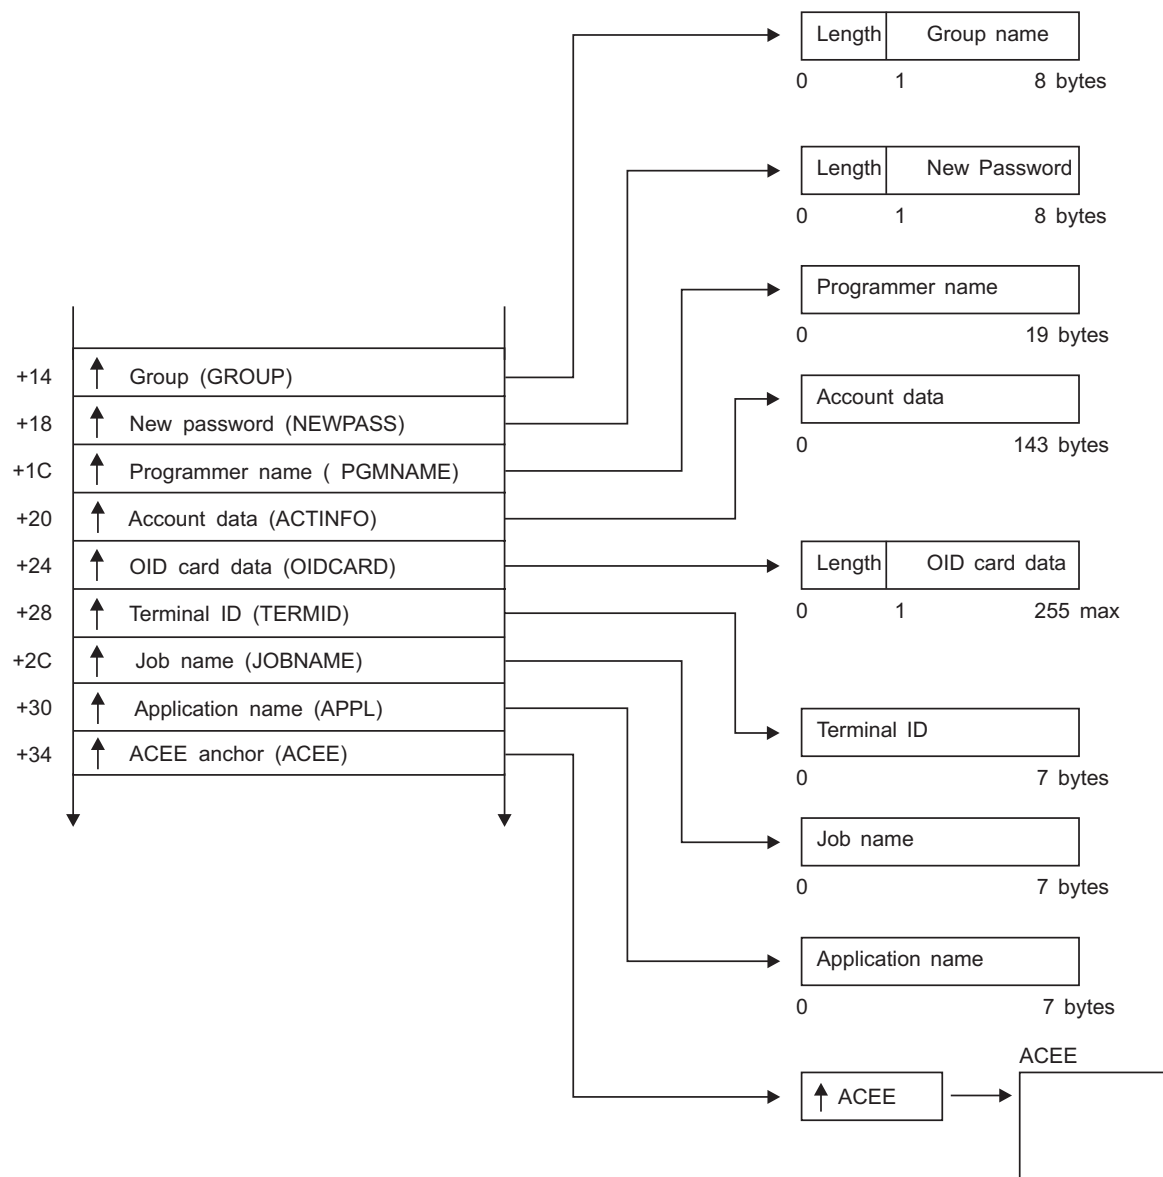 Length Group name
0 1 8 bytes
Length New Password
0 1 8 bytes
Programmer name
0 19 bytes
+14 Group (GROUP)
Account data
+18 New password (NEWPASS)
0 143 bytes
+1C Programmer name ( PGMNAME)
+20 Account data (ACTINFO)
+24 OID card data (OIDCARD)
Length OID card data
0 1 255 max
+28 Terminal ID (TERMID)
+2C Job name (JOBNAME)
+30 Application name (APPL)
Terminal ID
+34 ACEE anchor (ACEE)
0 7 bytes
Job name
0 7 bytes
Application name
0 7 bytes
ACEE
ACEE